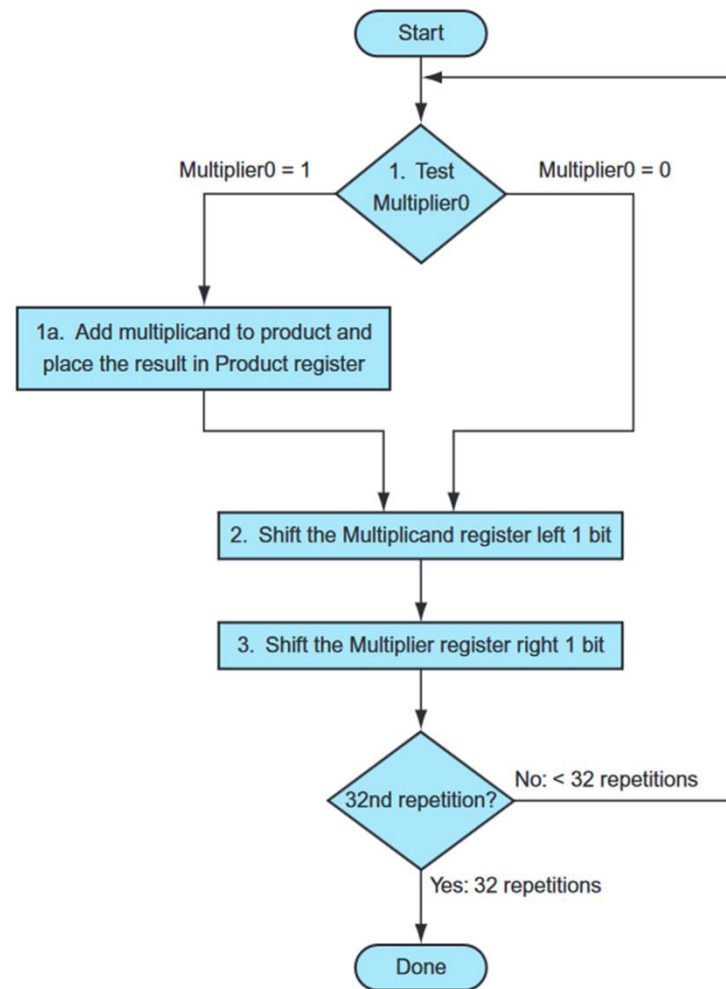 Start
Multiplier0 = 1
1. Test
Multiplier0
Multiplier0 = 0
1a. Add multiplicand to product and
place the result in Product register
2. Shift the Multiplicand register left 1 bit
3. Shift the Multiplier register right 1 bit
32nd repetition?
No: < 32 repetitions
Yes: 32 repetitions
Done